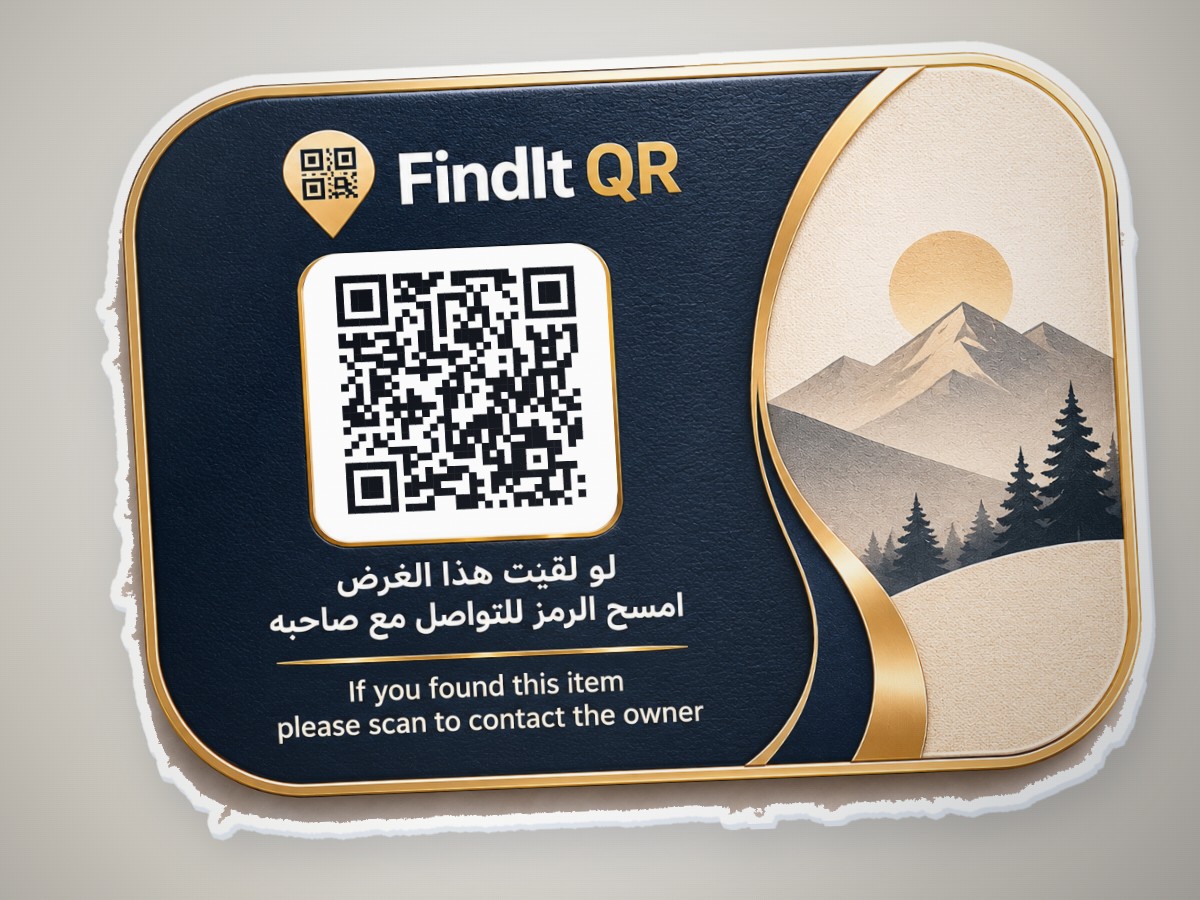 FindIt QR
لو لقيت هذا الغرض
امسح الرمز للتواصل مع صاحبه
If you found this item
please scan to contact the owner